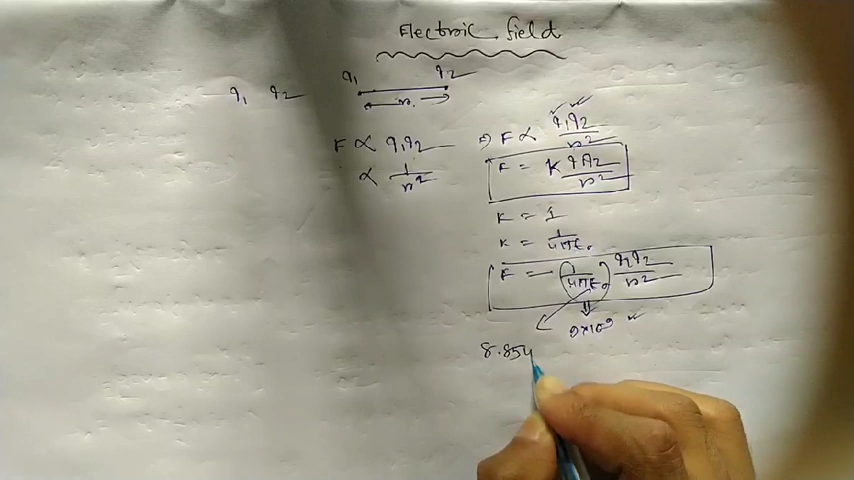 Electroic field
q₁ q₂
q₁ q₂
r
F ∝ q₁q₂
∝ 1/r²
⇒ F ∝ q₁q₂/r²
F = K q₁q₂/r²
K = 1
K = 1/4πε₀
F = 1/4πε₀ q₁q₂/r²
9×10⁹
8.854